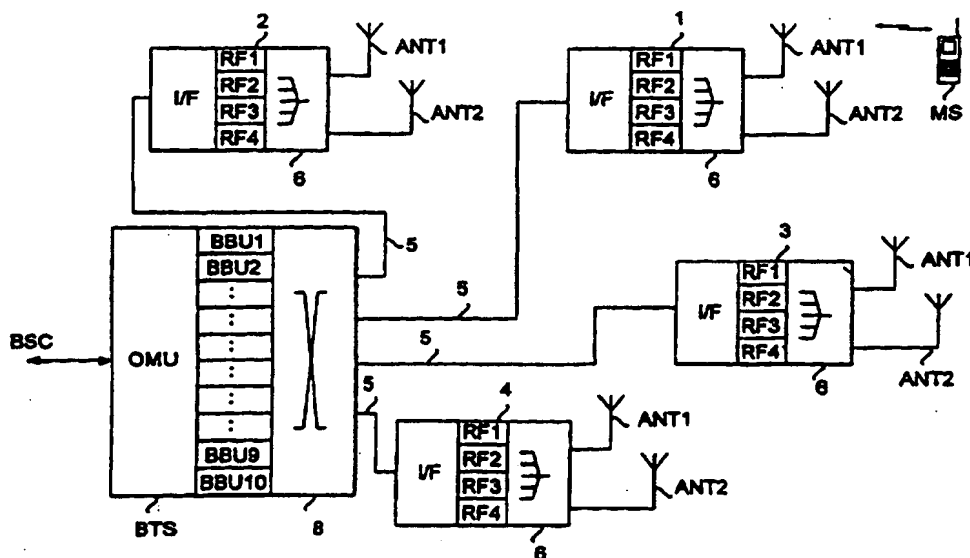 2
RF1
RF2
RF3
RF4
I/F
ANT1
ANT2
6
1
RF1
RF2
RF3
RF4
I/F
ANT1
ANT2
6
MS
5
BBU1
BBU2
BBU9
BBU10
OMU
BSC
BTS
8
5
5
5
3
RF1
RF2
RF3
RF4
I/F
ANT1
ANT2
6
4
RF1
RF2
RF3
RF4
I/F
ANT1
ANT2
6